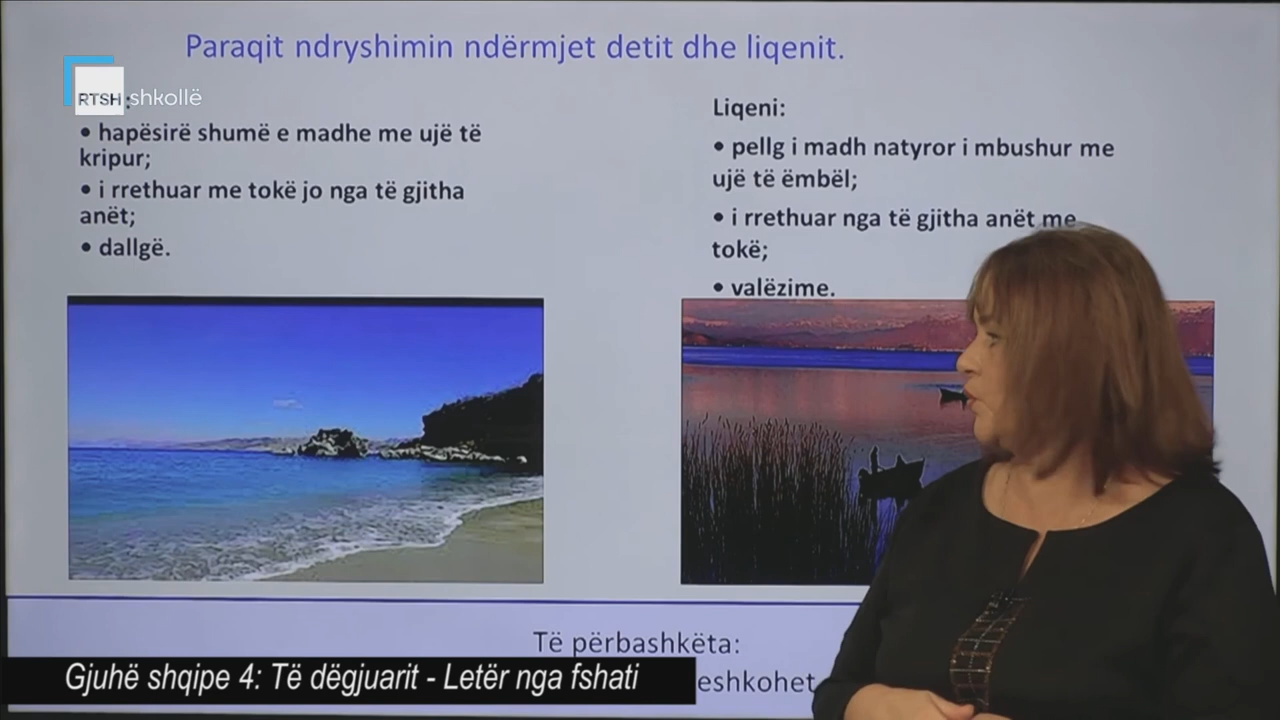 Paraqit ndryshimin ndërmjet detit dhe liqenit.
RTSH shkollë
• hapësirë shumë e madhe me ujë të
kripur;
• i rrethuar me tokë jo nga të gjitha
anët;
• dallgë.
Liqeni:
• pellg i madh natyror i mbushur me
ujë të ëmbël;
• i rrethuar nga të gjitha anët me
tokë;
• valëzime.
Të përbashkëta:
Gjuhë shqipe 4: Të dëgjuarit - Letër nga fshati